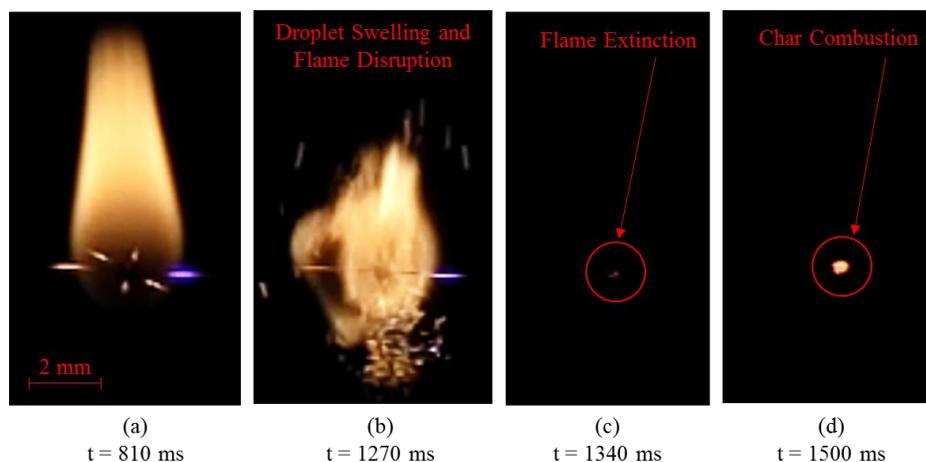 Droplet Swelling and
Flame Disruption
Flame Extinction
Char Combustion
2 mm
(a)
(b)
(c)
(d)
t = 810 ms
t = 1270 ms
t = 1340 ms
t = 1500 ms